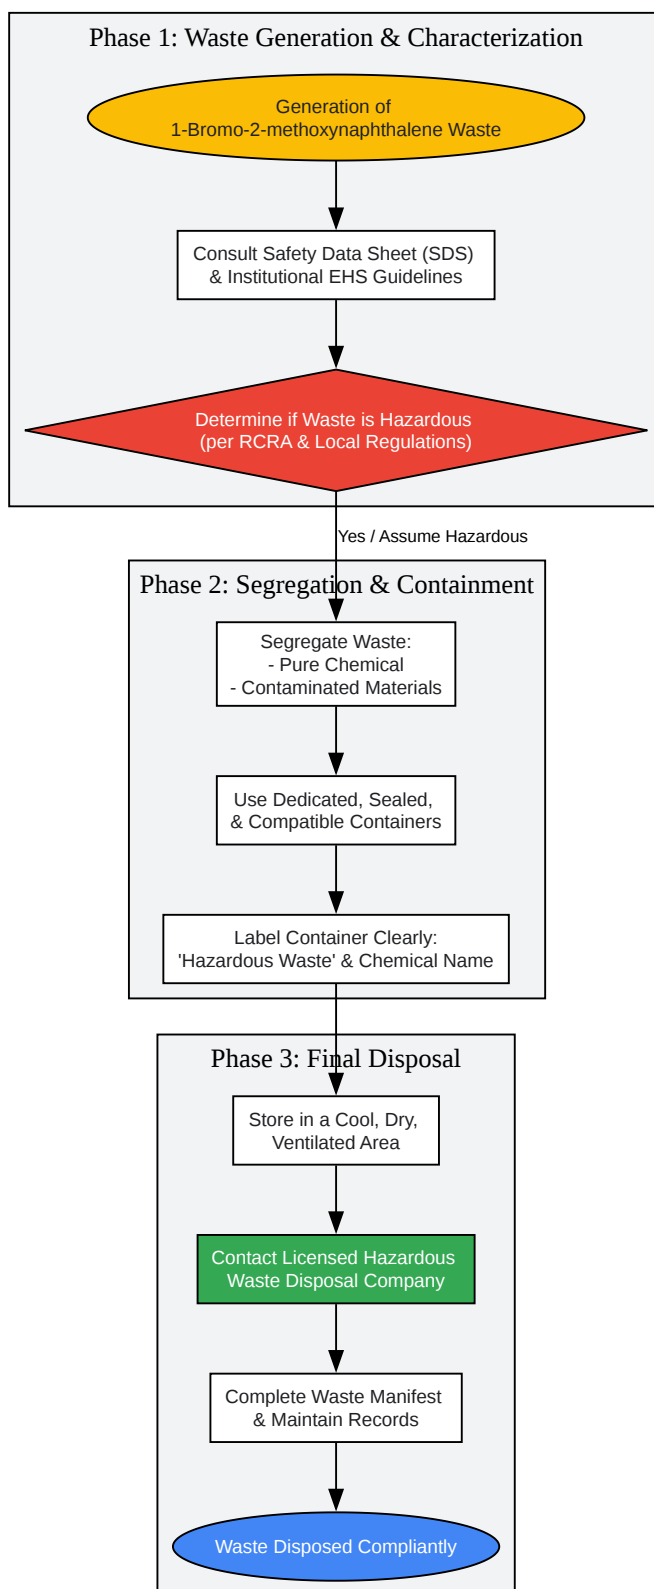 Phase 1: Waste Generation & Characterization
Generation of
1-Bromo-2-methoxynaphthalene Waste
Consult Safety Data Sheet (SDS)
& Institutional EHS Guidelines
Determine if Waste is Hazardous
(per RCRA & Local Regulations)
Yes / Assume Hazardous
Phase 2: Segregation & Containment
Segregate Waste:
- Pure Chemical
- Contaminated Materials
Use Dedicated, Sealed,
& Compatible Containers
Label Container Clearly:
'Hazardous Waste' & Chemical Name
Phase 3: Final Disposal
Store in a Cool, Dry,
Ventilated Area
Contact Licensed Hazardous
Waste Disposal Company
Complete Waste Manifest
& Maintain Records
Waste Disposed Compliantly